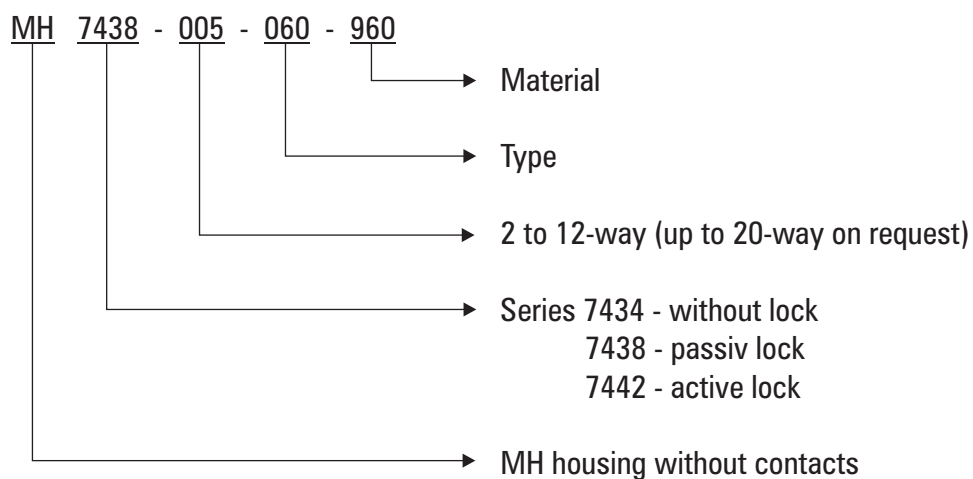 MH 7438 - 005 - 060 - 960
Material
Type
2 to 12-way (up to 20-way on request)
Series 7434 - without lock
7438 - passiv lock
7442 - active lock
MH housing without contacts